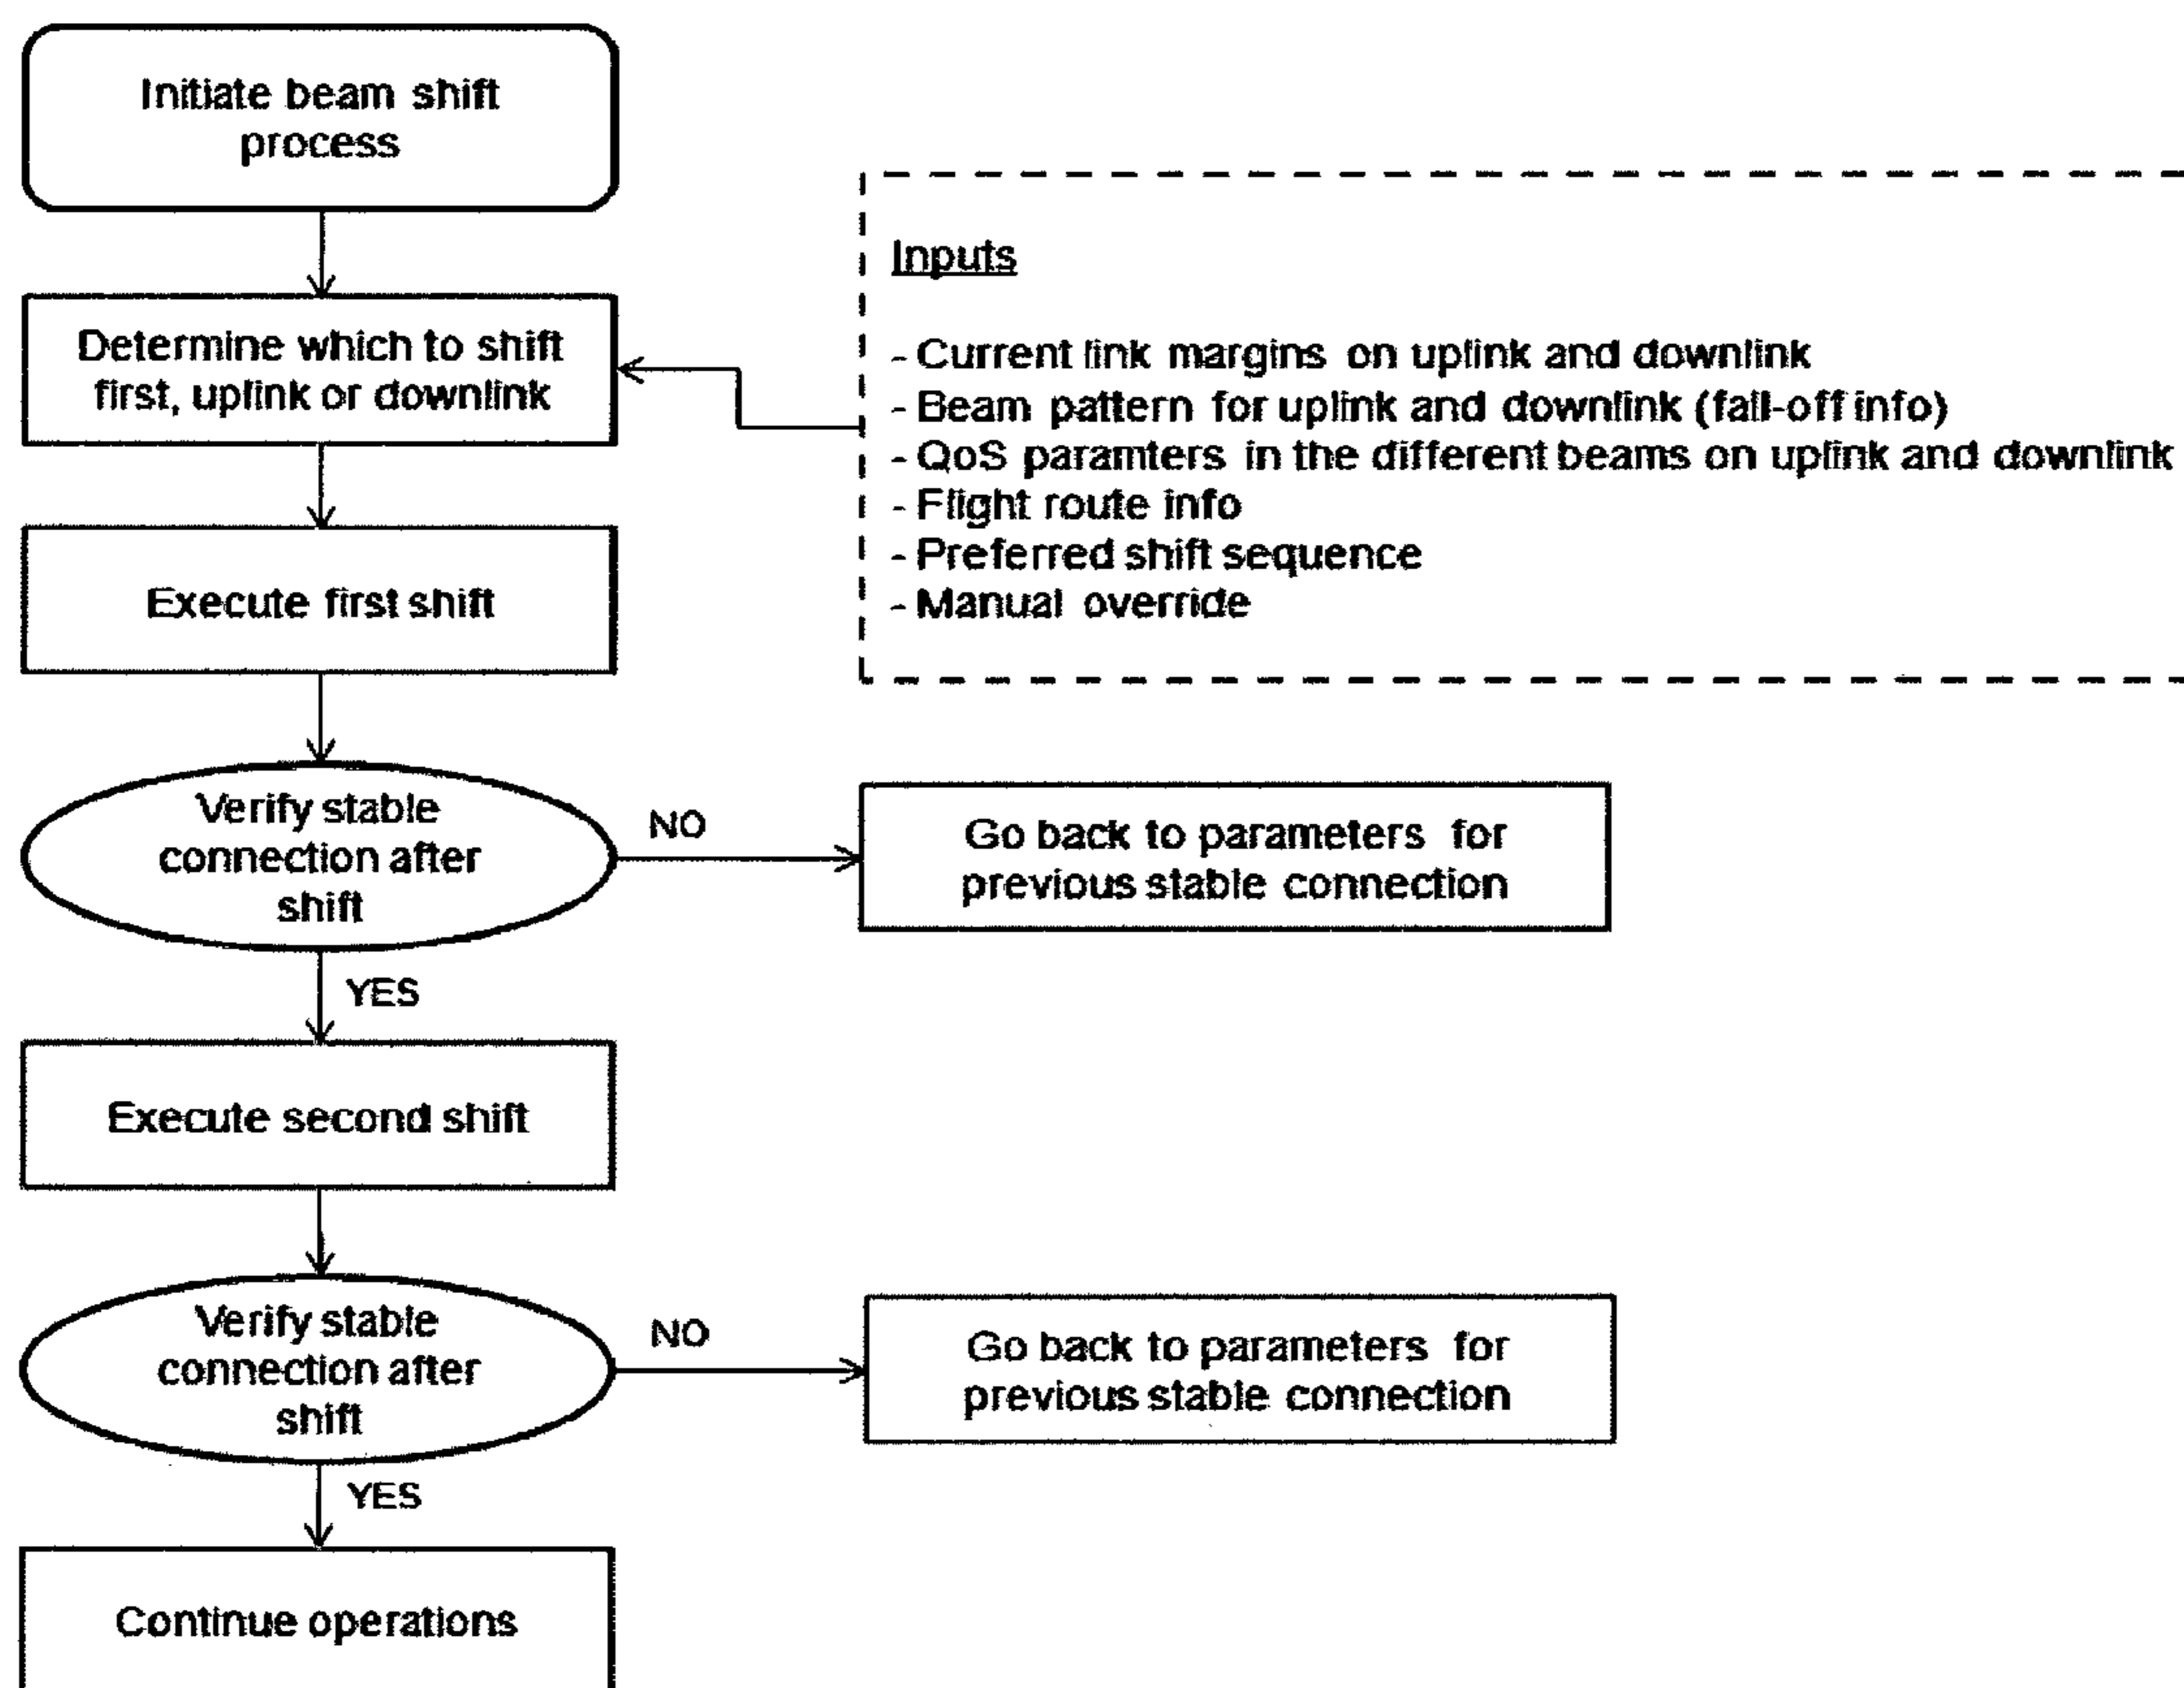 Initiate beam shift
process
Determine which to shift
first, uplink or downlink
Inputs
- Current link margins on uplink and downlink
- Beam pattern for uplink and downlink (fall-off info)
- QoS paramters in the different beams on uplink and downlink
- Flight route info
- Preferred shift sequence
- Manual override
Execute first shift
Verify stable
connection after
shift
NO
Go back to parameters for
previous stable connection
YES
Execute second shift
Verify stable
connection after
shift
NO
Go back to parameters for
previous stable connection
YES
Continue operations